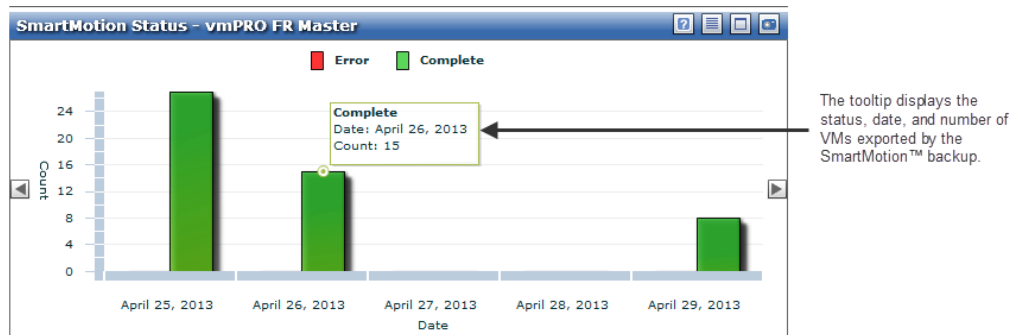 SmartMotion Status - vmPRO FR Master
?
Error Complete
24
20
16
12
8
4
0
Count
Complete
Date: April 26, 2013
Count: 15
April 25, 2013 April 26, 2013 April 27, 2013 April 28, 2013 April 29, 2013
Date
The tooltip displays the
status, date, and number of
VMs exported by the
SmartMotion™ backup.